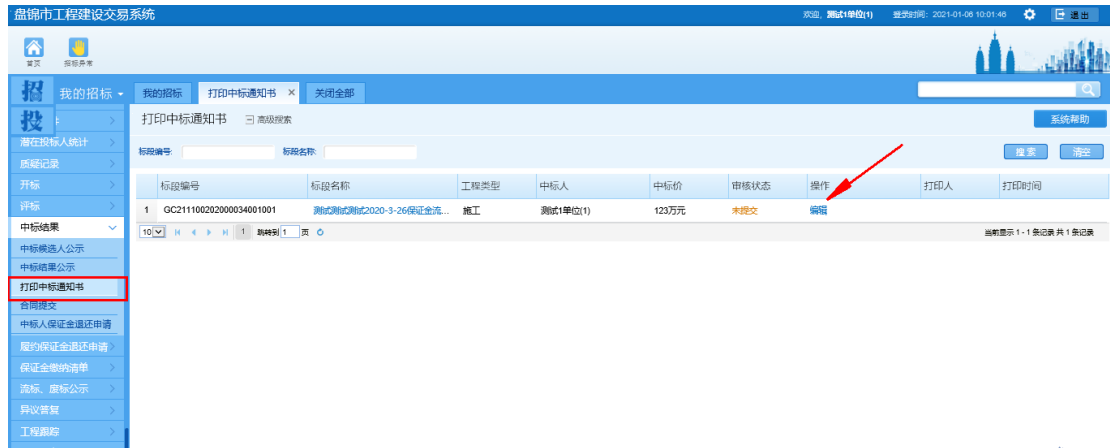 盘锦市工程建设交易系统
欢迎, 测试1单位(1) 登录时间: 2021-01-06 10:01:46 退出
首页 招标异常
招 我的招标 我的招标 打印中标通知书 × 关闭全部
投
打印中标通知书 高级搜索 系统帮助
潜在投标人统计
标段编号: 标段名称: 搜索 清空
质疑记录
开标
标段编号 标段名称 工程类型 中标人 中标价 审核状态 操作 打印人 打印时间
评标
1 GC211100202000034001001 测试测试测试2020-3-26保证金流... 施工 测试1单位(1) 123万元 未提交 编辑
中标结果
10 1 跳转到 1 页 当前显示 1 - 1 条记录 共 1 条记录
中标候选人公示
中标结果公示
打印中标通知书
合同提交
中标人保证金退还申请
履约保证金退还申请
保证金缴纳清单
流标、废标公示
异议答复
工程跟踪